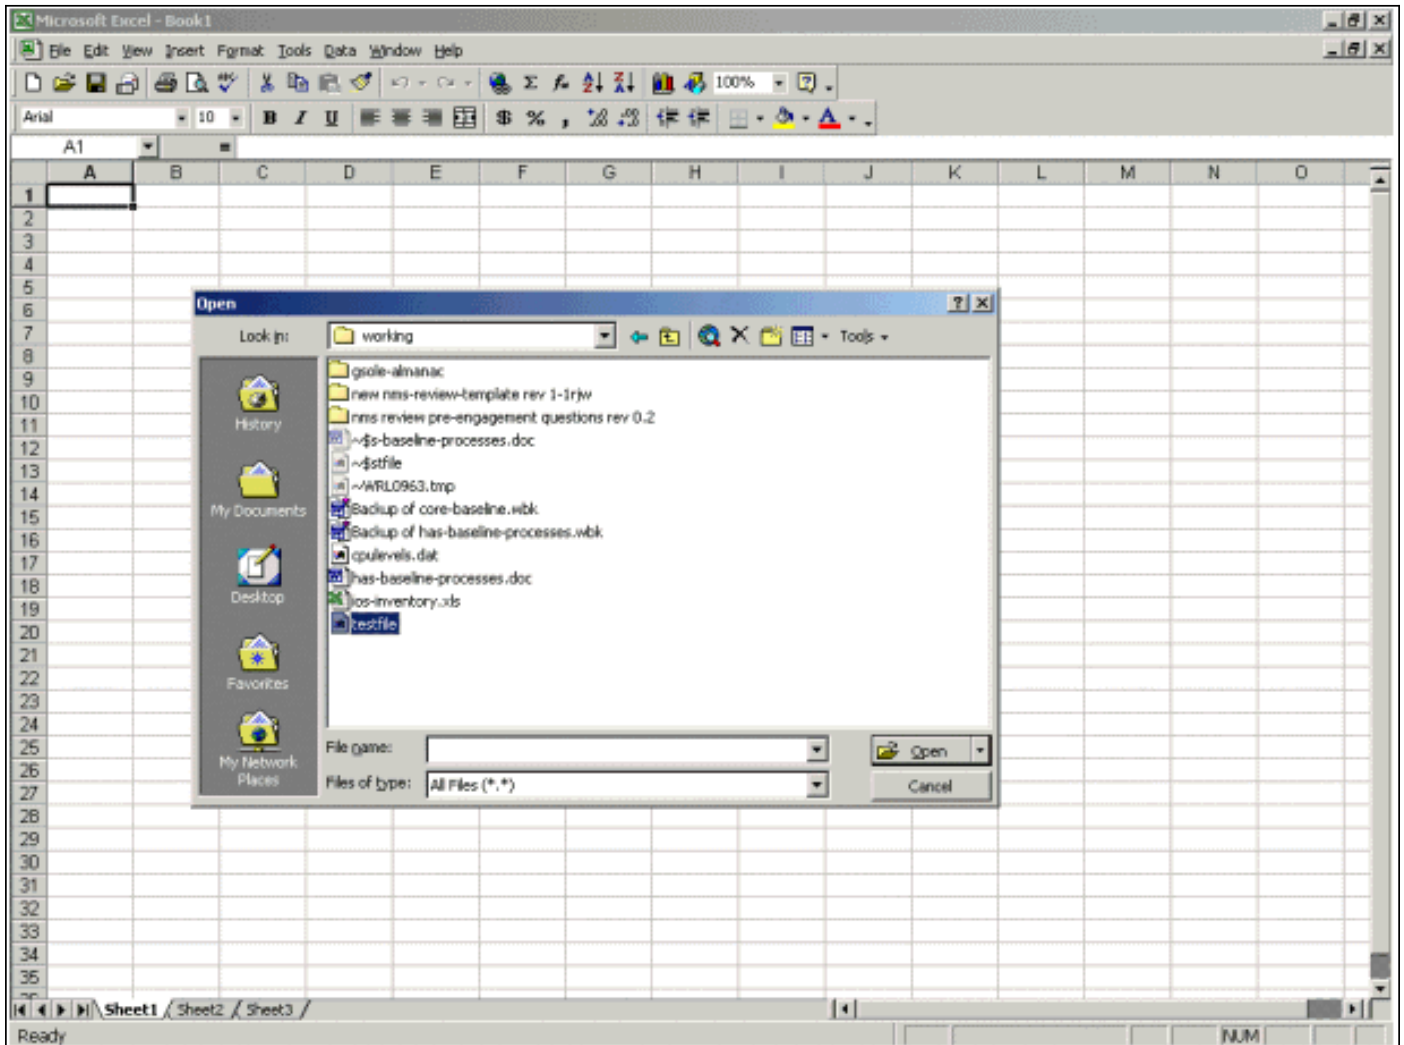 Microsoft Excel - Book1
File Edit View Insert Format Tools Data Window Help
100%
Arial 10 B I U $ % ,
A1 =
A B C D E F G H I J K L M N O
1
2
3
4
5
6
7
8
9
10
11
12
13
14
15
16
17
18
19
20
21
22
23
24
25
26
27
28
29
30
31
32
33
34
35
Open
Look in: working Tools
History
My Documents
Desktop
Favorites
My Network
Places
gsole-almanac
new nms-review-template rev 1-1rjw
nms review pre-engagement questions rev 0.2
~$s-baseline-processes.doc
~$stfile
~WRL0963.tmp
Backup of core-baseline.wbk
Backup of has-baseline-processes.wbk
cpulevels.dat
has-baseline-processes.doc
ios-inventory.xls
testfile
File name: Open
Files of type: All Files (*.*) Cancel
Sheet1 Sheet2 Sheet3
Ready NUM